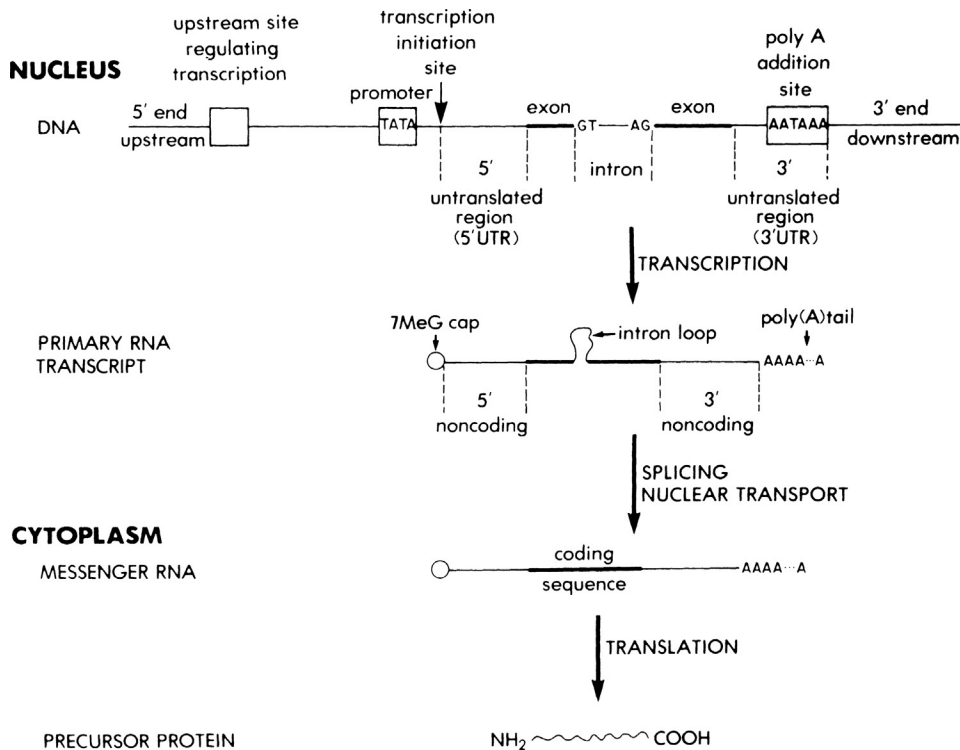 upstream site
regulating
transcription
transcription
initiation
site
poly A
addition
site
NUCLEUS
promoter
exon
exon
DNA
5′ end
upstream
TATA
GT
AG
AATAAA
3′ end
downstream
5′
untranslated
region
(5′UTR)
intron
3′
untranslated
region
(3′UTR)
TRANSCRIPTION
PRIMARY RNA
TRANSCRIPT
7MeG cap
intron loop
poly(A)tail
AAAA···A
5′
noncoding
3′
noncoding
SPLICING
NUCLEAR TRANSPORT
CYTOPLASM
MESSENGER RNA
coding
sequence
AAAA···A
TRANSLATION
PRECURSOR PROTEIN
NH₂
COOH